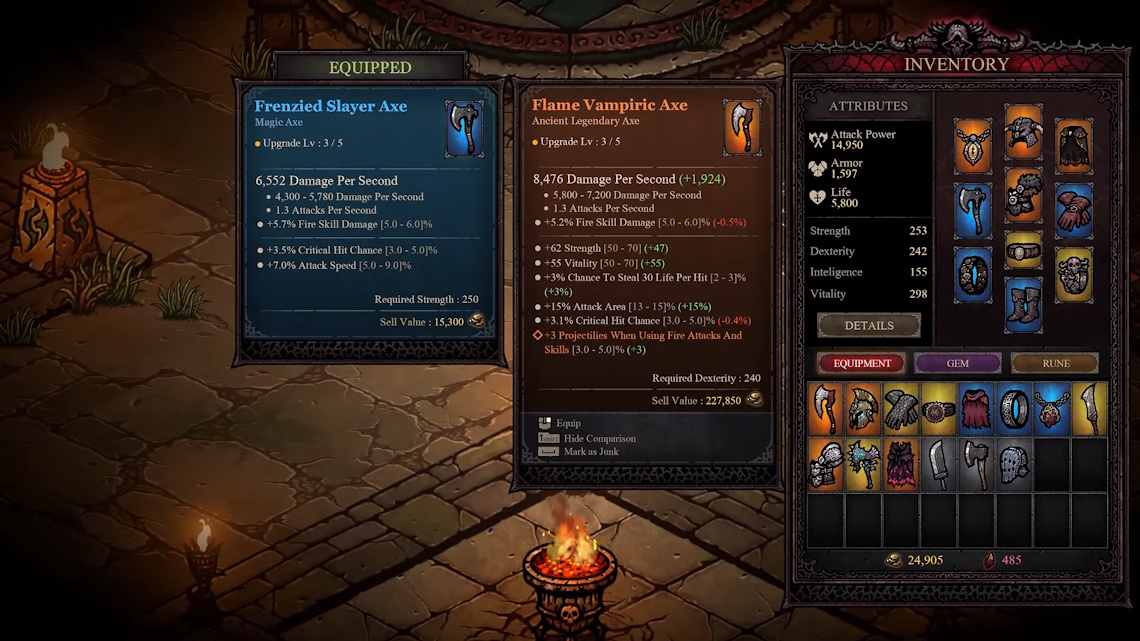 EQUIPPED
Frenzied Slayer Axe
Magic Axe
Upgrade Lv : 3 / 5
6,552 Damage Per Second
4,300 - 5,780 Damage Per Second
1.3 Attacks Per Second
+5.7% Fire Skill Damage [5.0 - 6.0]%
+3.5% Critical Hit Chance [3.0 - 5.0]%
+7.0% Attack Speed [5.0 - 9.0]%
Required Strength : 250
Sell Value : 15,300
Flame Vampiric Axe
Ancient Legendary Axe
Upgrade Lv : 3 / 5
8,476 Damage Per Second (+1,924)
5,800 - 7,200 Damage Per Second
1.3 Attacks Per Second
+5.2% Fire Skill Damage [5.0 - 6.0]% (-0.5%)
+62 Strength [50 - 70] (+47)
+55 Vitality [50 - 70] (+55)
+3% Chance To Steal 30 Life Per Hit [2 - 3]%
(+3%)
+15% Attack Area [13 - 15]% (+15%)
+3.1% Critical Hit Chance [3.0 - 5.0]% (-0.4%)
+3 Projectilies When Using Fire Attacks And
Skills [3.0 - 5.0]% (+3)
Required Dexterity : 240
Sell Value : 227,850
Equip
Hide Comparison
Mark as Junk
INVENTORY
ATTRIBUTES
Attack Power
14,950
Armor
1,597
Life
5,800
Strength 253
Dexterity 242
Inteligence 155
Vitality 298
DETAILS
EQUIPMENT
GEM
RUNE
24,905
485